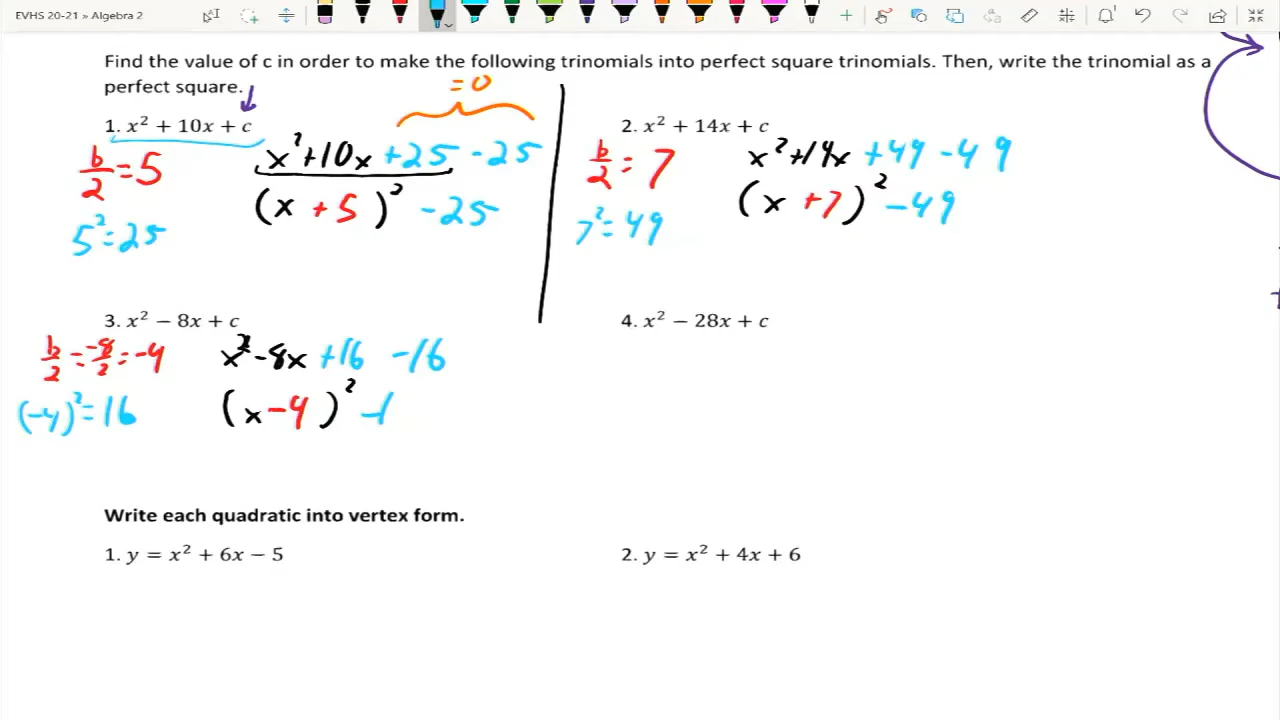 EVHS 20-21 » Algebra 2
Find the value of c in order to make the following trinomials into perfect square trinomials. Then, write the trinomial as a
perfect square.
= 0
1. x² + 10x + c
b/2 = 5
5² = 25
x² + 10x + 25 - 25
(x + 5)² - 25
2. x² + 14x + c
b/2 = 7
7² = 49
x² + 14x + 49 - 49
(x + 7)² - 49
3. x² − 8x + c
b/2 = -8/2 = -4
(-4)² = 16
x² - 8x + 16 - 16
(x - 4)² - 1
4. x² − 28x + c
Write each quadratic into vertex form.
1. y = x² + 6x − 5
2. y = x² + 4x + 6